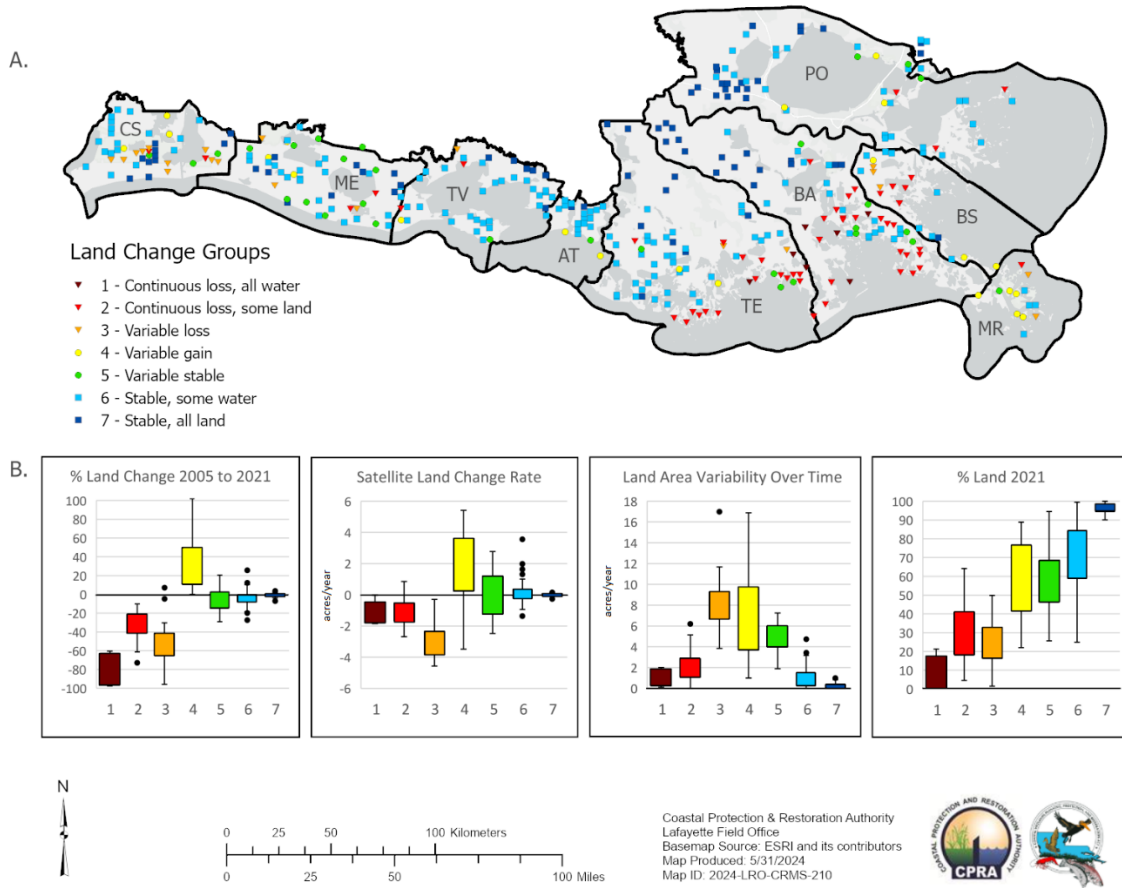 A.
PO
CS
ME
TV
BA
BS
AT
TE
MR
Land Change Groups
1 - Continuous loss, all water
2 - Continuous loss, some land
3 - Variable loss
4 - Variable gain
5 - Variable stable
6 - Stable, some water
7 - Stable, all land
B.
% Land Change 2005 to 2021
100
80
60
40
20
0
-20
-40
-60
-80
-100
1 2 3 4 5 6 7
Satellite Land Change Rate
acres/year
6
4
2
0
-2
-4
-6
1 2 3 4 5 6 7
Land Area Variability Over Time
acres/year
18
16
14
12
10
8
6
4
2
0
1 2 3 4 5 6 7
% Land 2021
100
90
80
70
60
50
40
30
20
10
0
1 2 3 4 5 6 7
N
0 25 50 100 Kilometers
0 25 50 100 Miles
Coastal Protection & Restoration Authority
Lafayette Field Office
Basemap Source: ESRI and its contributors
Map Produced: 5/31/2024
Map ID: 2024-LRO-CRMS-210
COASTAL PROTECTION AND RESTORATION AUTHORITY
CPRA